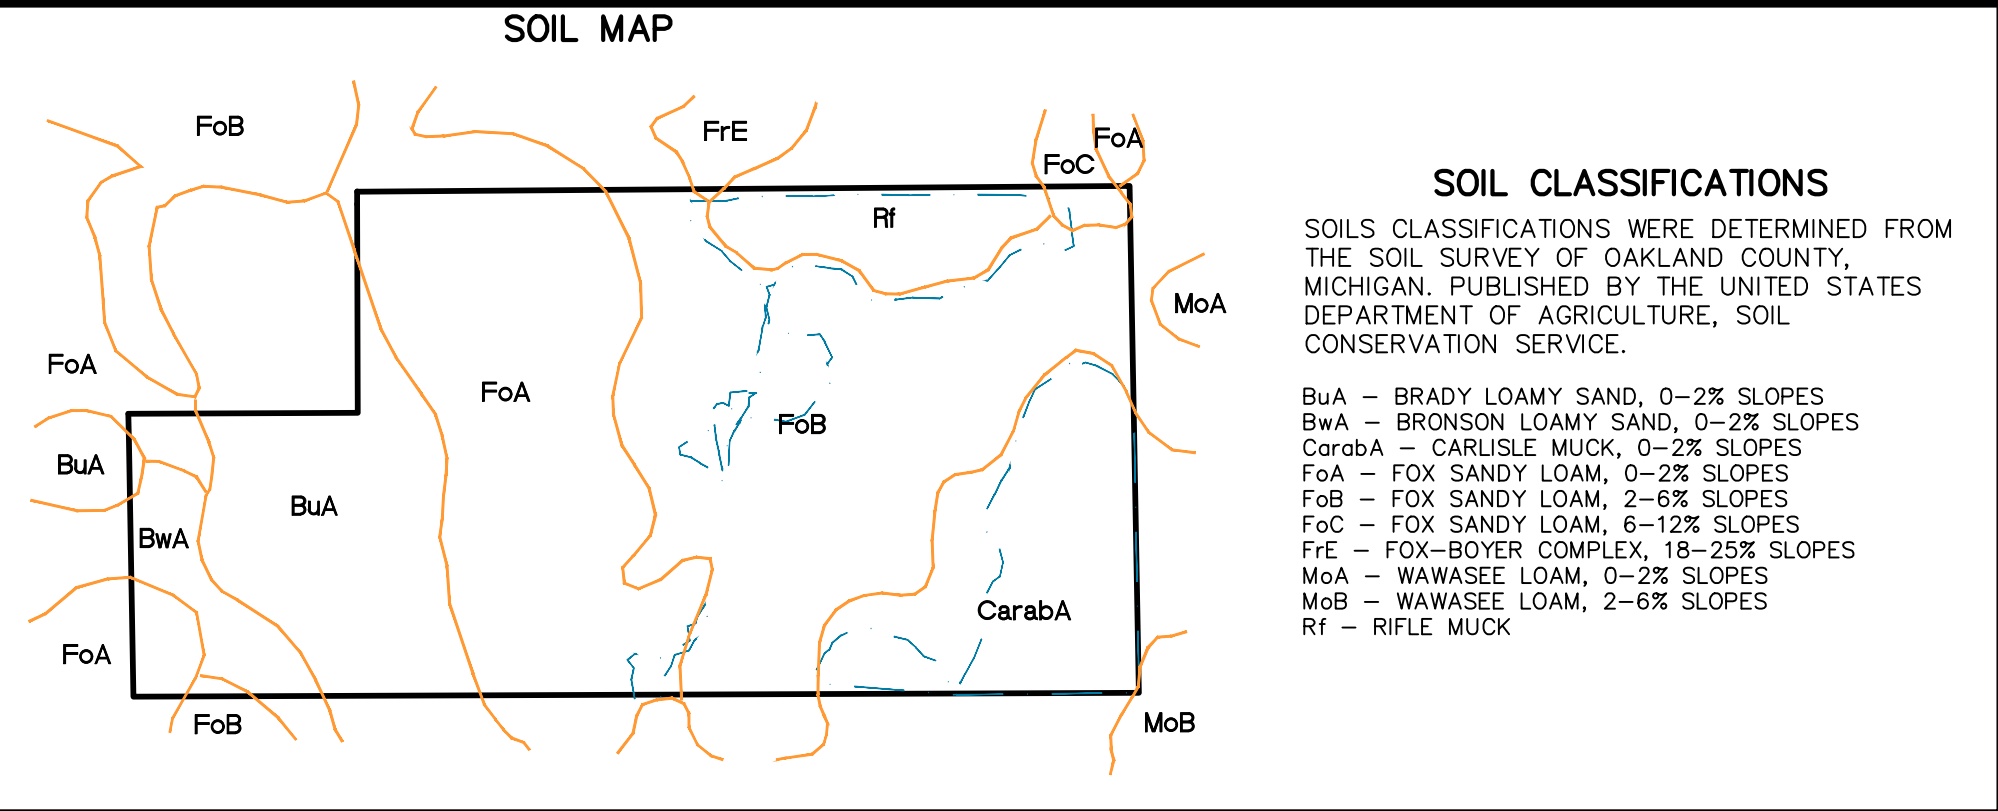 SOIL MAP
FoB
FrE
FoA
FoC
Rf
MoA
FoA
FoA
FoB
BuA
BuA
BwA
CarabA
FoA
FoB
MoB
SOIL CLASSIFICATIONS
SOILS CLASSIFICATIONS WERE DETERMINED FROM
THE SOIL SURVEY OF OAKLAND COUNTY,
MICHIGAN. PUBLISHED BY THE UNITED STATES
DEPARTMENT OF AGRICULTURE, SOIL
CONSERVATION SERVICE.
BuA – BRADY LOAMY SAND, 0–2% SLOPES
BwA – BRONSON LOAMY SAND, 0–2% SLOPES
CarabA – CARLISLE MUCK, 0–2% SLOPES
FoA – FOX SANDY LOAM, 0–2% SLOPES
FoB – FOX SANDY LOAM, 2–6% SLOPES
FoC – FOX SANDY LOAM, 6–12% SLOPES
FrE – FOX–BOYER COMPLEX, 18–25% SLOPES
MoA – WAWASEE LOAM, 0–2% SLOPES
MoB – WAWASEE LOAM, 2–6% SLOPES
Rf – RIFLE MUCK